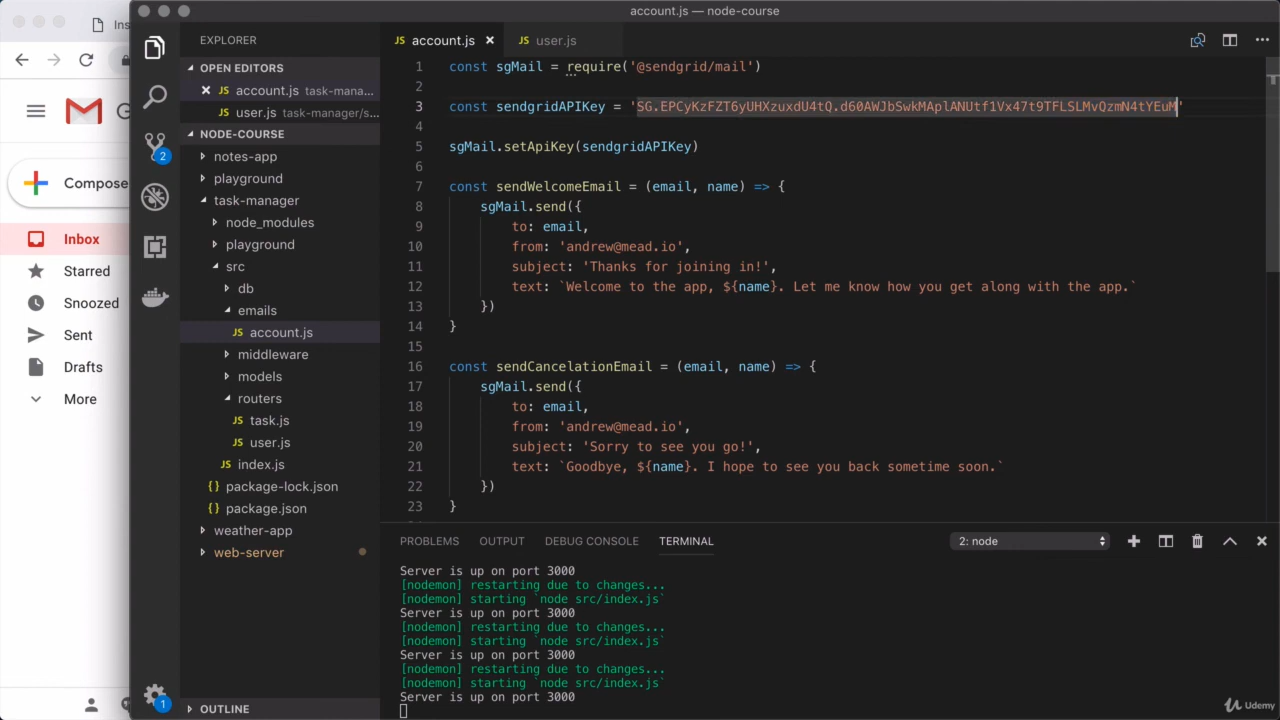 account.js — node-course
Ins
EXPLORER
OPEN EDITORS
JS account.js task-mana...
JS user.js task-manager/s...
NODE-COURSE
notes-app
playground
task-manager
node_modules
playground
src
db
emails
JS account.js
middleware
models
routers
JS task.js
JS user.js
JS index.js
{} package-lock.json
{} package.json
weather-app
web-server
OUTLINE
2
1
Compose
Inbox
Starred
Snoozed
Sent
Drafts
More
JS account.js
JS user.js
1 const sgMail = require('@sendgrid/mail')
2
3 const sendgridAPIKey = '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'
4
5 sgMail.setApiKey(sendgridAPIKey)
6
7 const sendWelcomeEmail = (email, name) => {
8 sgMail.send({
9 to: email,
10 from: 'andrew@mead.io',
11 subject: 'Thanks for joining in!',
12 text: `Welcome to the app, ${name}. Let me know how you get along with the app.`
13 })
14 }
15
16 const sendCancelationEmail = (email, name) => {
17 sgMail.send({
18 to: email,
19 from: 'andrew@mead.io',
20 subject: 'Sorry to see you go!',
21 text: `Goodbye, ${name}. I hope to see you back sometime soon.`
22 })
23 }
PROBLEMS OUTPUT DEBUG CONSOLE TERMINAL
2: node
Server is up on port 3000
[nodemon] restarting due to changes...
[nodemon] starting `node src/index.js`
Server is up on port 3000
[nodemon] restarting due to changes...
[nodemon] starting `node src/index.js`
Server is up on port 3000
[nodemon] restarting due to changes...
[nodemon] starting `node src/index.js`
Server is up on port 3000
Udemy